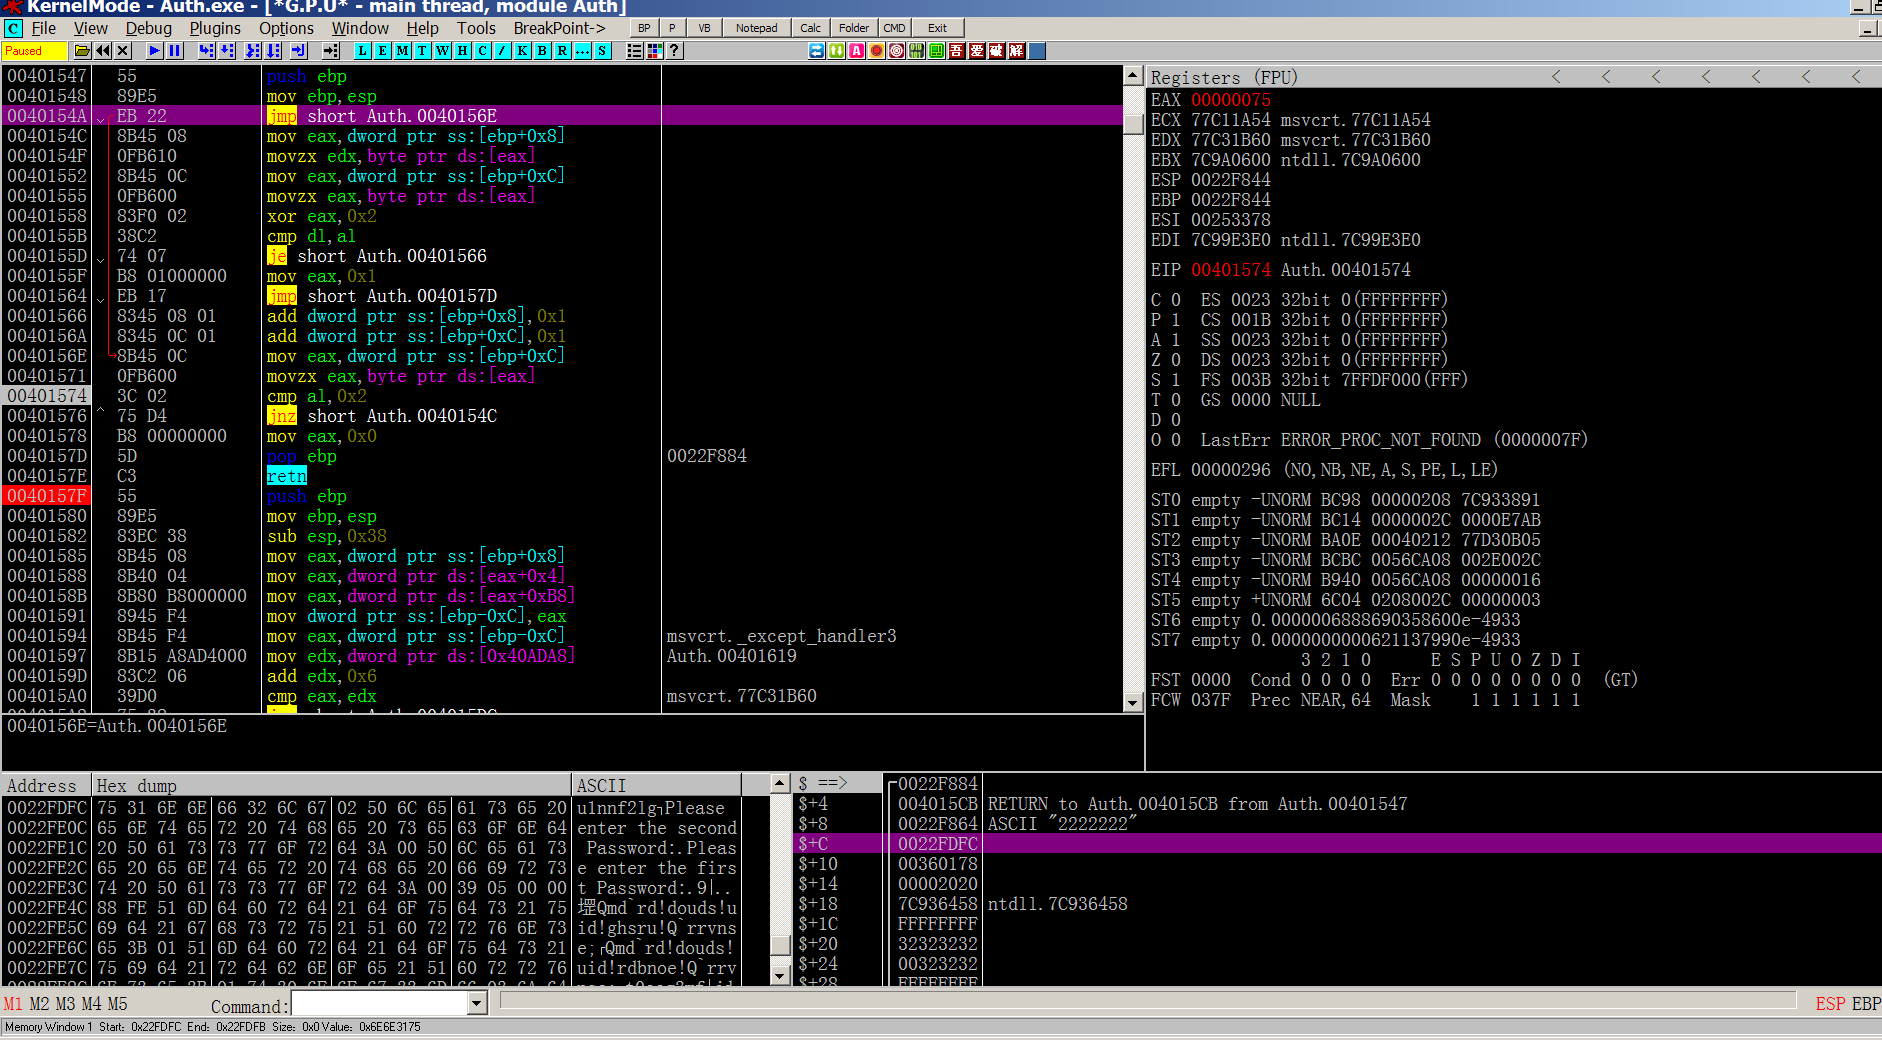 KernelMode - Auth.exe - [*G.P.U* - main thread, module Auth]
C File View Debug Plugins Options Window Help Tools BreakPoint-> BP P VB Notepad Calc Folder CMD Exit
Paused L E M T W H C / K B R ... S ? 吾 爱 破 解
00401547 55 push ebp
00401548 89E5 mov ebp,esp
0040154A EB 22 jmp short Auth.0040156E
0040154C 8B45 08 mov eax,dword ptr ss:[ebp+0x8]
0040154F 0FB610 movzx edx,byte ptr ds:[eax]
00401552 8B45 0C mov eax,dword ptr ss:[ebp+0xC]
00401555 0FB600 movzx eax,byte ptr ds:[eax]
00401558 83F0 02 xor eax,0x2
0040155B 38C2 cmp dl,al
0040155D 74 07 je short Auth.00401566
0040155F B8 01000000 mov eax,0x1
00401564 EB 17 jmp short Auth.0040157D
00401566 8345 08 01 add dword ptr ss:[ebp+0x8],0x1
0040156A 8345 0C 01 add dword ptr ss:[ebp+0xC],0x1
0040156E 8B45 0C mov eax,dword ptr ss:[ebp+0xC]
00401571 0FB600 movzx eax,byte ptr ds:[eax]
00401574 3C 02 cmp al,0x2
00401576 75 D4 jnz short Auth.0040154C
00401578 B8 00000000 mov eax,0x0
0040157D 5D pop ebp 0022F884
0040157E C3 retn
0040157F 55 push ebp
00401580 89E5 mov ebp,esp
00401582 83EC 38 sub esp,0x38
00401585 8B45 08 mov eax,dword ptr ss:[ebp+0x8]
00401588 8B40 04 mov eax,dword ptr ds:[eax+0x4]
0040158B 8B80 B8000000 mov eax,dword ptr ds:[eax+0xB8]
00401591 8945 F4 mov dword ptr ss:[ebp-0xC],eax
00401594 8B45 F4 mov eax,dword ptr ss:[ebp-0xC] msvcrt._except_handler3
00401597 8B15 A8AD4000 mov edx,dword ptr ds:[0x40ADA8] Auth.00401619
0040159D 83C2 06 add edx,0x6
004015A0 39D0 cmp eax,edx msvcrt.77C31B60
0040156E=Auth.0040156E
Registers (FPU) < < < < < < <
EAX 00000075
ECX 77C11A54 msvcrt.77C11A54
EDX 77C31B60 msvcrt.77C31B60
EBX 7C9A0600 ntdll.7C9A0600
ESP 0022F844
EBP 0022F844
ESI 00253378
EDI 7C99E3E0 ntdll.7C99E3E0
EIP 00401574 Auth.00401574
C 0 ES 0023 32bit 0(FFFFFFFF)
P 1 CS 001B 32bit 0(FFFFFFFF)
A 1 SS 0023 32bit 0(FFFFFFFF)
Z 0 DS 0023 32bit 0(FFFFFFFF)
S 1 FS 003B 32bit 7FFDF000(FFF)
T 0 GS 0000 NULL
D 0
O 0 LastErr ERROR_PROC_NOT_FOUND (0000007F)
EFL 00000296 (NO,NB,NE,A,S,PE,L,LE)
ST0 empty -UNORM BC98 00000208 7C933891
ST1 empty -UNORM BC14 0000002C 0000E7AB
ST2 empty -UNORM BA0E 00040212 77D30B05
ST3 empty -UNORM BCBC 0056CA08 002E002C
ST4 empty -UNORM B940 0056CA08 00000016
ST5 empty +UNORM 6C04 0208002C 00000003
ST6 empty 0.0000006888690358600e-4933
ST7 empty 0.0000000000621137990e-4933
3 2 1 0 E S P U O Z D I
FST 0000 Cond 0 0 0 0 Err 0 0 0 0 0 0 0 0 (GT)
FCW 037F Prec NEAR,64 Mask 1 1 1 1 1 1
Address Hex dump ASCII
0022FDFC 75 31 6E 6E 66 32 6C 67 02 50 6C 65 61 73 65 20 u1nnf2lg┐Please
0022FE0C 65 6E 74 65 72 20 74 68 65 20 73 65 63 6F 6E 64 enter the second
0022FE1C 20 50 61 73 73 77 6F 72 64 3A 00 50 6C 65 61 73 Password:.Pleas
0022FE2C 65 20 65 6E 74 65 72 20 74 68 65 20 66 69 72 73 e enter the firs
0022FE3C 74 20 50 61 73 73 77 6F 72 64 3A 00 39 05 00 00 t Password:.9|..
0022FE4C 88 FE 51 6D 64 60 72 64 21 64 6F 75 64 73 21 75 Qmd`rd!douds!u
0022FE5C 69 64 21 67 68 73 72 75 21 51 60 72 72 76 6E 73 id!ghsru!Q`rrvns
0022FE6C 65 3B 01 51 6D 64 60 72 64 21 64 6F 75 64 73 21 e;┌Qmd`rd!douds!
0022FE7C 75 69 64 21 72 64 62 6E 6F 65 21 51 60 72 72 76 uid!rdbnoe!Q`rrv
$ ==> 0022F884
$+4 004015CB RETURN to Auth.004015CB from Auth.00401547
$+8 0022F864 ASCII "2222222"
$+C 0022FDFC
$+10 00360178
$+14 00002020
$+18 7C936458 ntdll.7C936458
$+1C FFFFFFFF
$+20 32323232
$+24 00323232
$+28 FFFFFFFF
M1 M2 M3 M4 M5 Command: ESP EBP
Memory Window 1 Start: 0x22FDFC End: 0x22FDFB Size: 0x0 Value: 0x6E6E3175